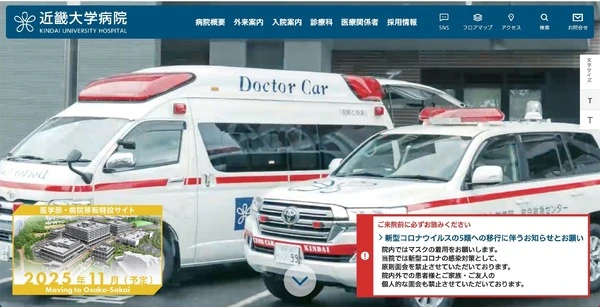 近畿大学病院
KINDAI UNIVERSITY HOSPITAL
病院概要 外来案内 入院案内 診療科 医療関係者 採用情報
SNS フロアマップ アクセス 検索 お問合せ
文字サイズ
T
T
Doctor Car
KINDAI
医学部・病院移転特設サイト
2025年11月(予定)
Moving to Osaka-Sakai
ご来院前に必ずお読みください
新型コロナウイルスの5類への移行に伴うお知らせとお願い
院内ではマスクの着用をお願いします。
当院では新型コロナの感染対策として、
原則面会を禁止させていただいております。
院内外での患者様とご家族・ご友人の
個人的な面会も禁止させていただいております。